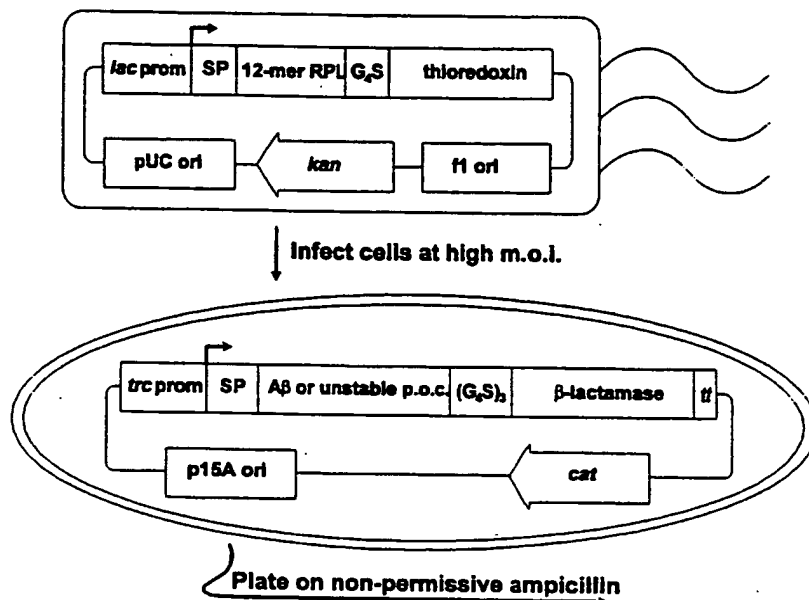 lac prom SP 12-mer RPL G₄S thioredoxin
pUC ori kan f1 ori
Infect cells at high m.o.i.
trc prom SP Aβ or unstable p.o.c. (G₄S)₃ β-lactamase tt
p15A ori cat
Plate on non-permissive ampicillin